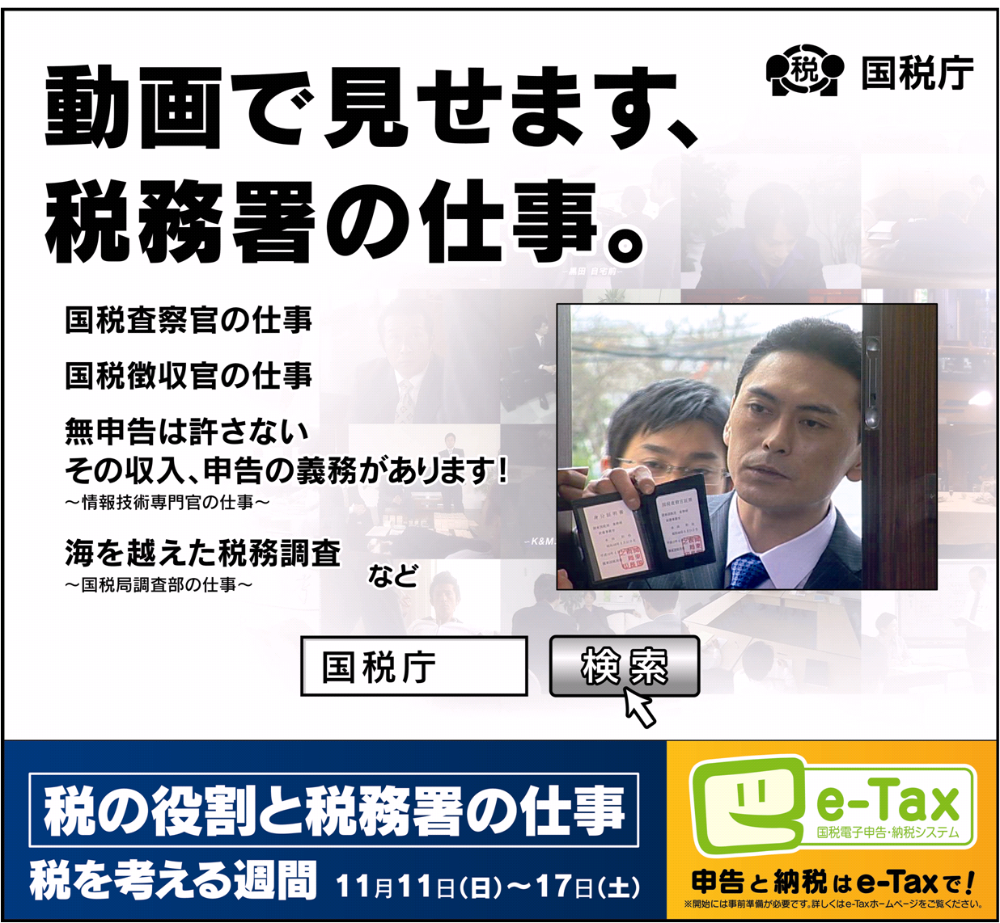 動画で見せます、
税務署の仕事。
税
国税庁
国税査察官の仕事
国税徴収官の仕事
無申告は許さない
その収入、申告の義務があります！
～情報技術専門官の仕事～
海を越えた税務調査
～国税局調査部の仕事～
など
～黒田 自宅前～
～K&M
身分証明書
国税庁
検索
税の役割と税務署の仕事
税を考える週間 11月11日(日)～17日(土)
e-Tax
国税電子申告・納税システム
申告と納税はe-Taxで！
※開始には事前準備が必要です。詳しくはe-Taxホームページをご覧ください。